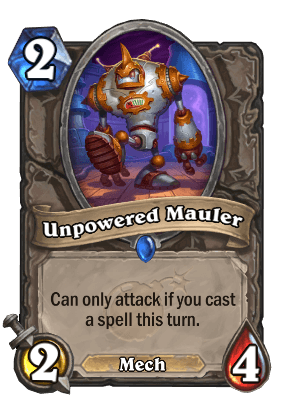 2
Unpowered Mauler
Can only attack if you cast
a spell this turn.
2
Mech
4